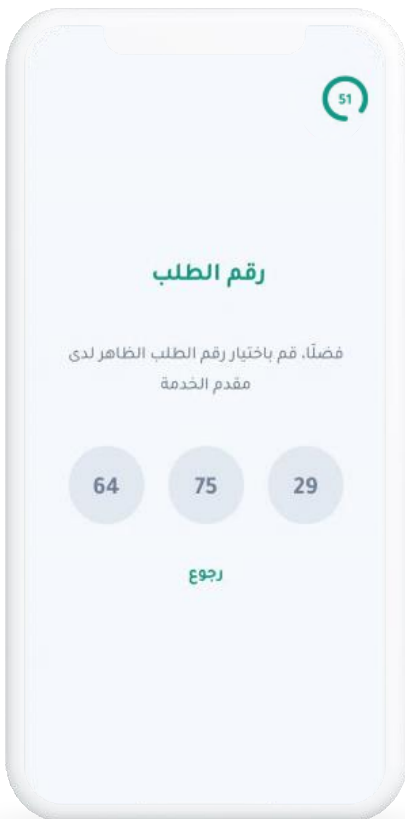 51
رقم الطلب
فضلًا، قم باختيار رقم الطلب الظاهر لدى
مقدم الخدمة
29 75 64
رجوع